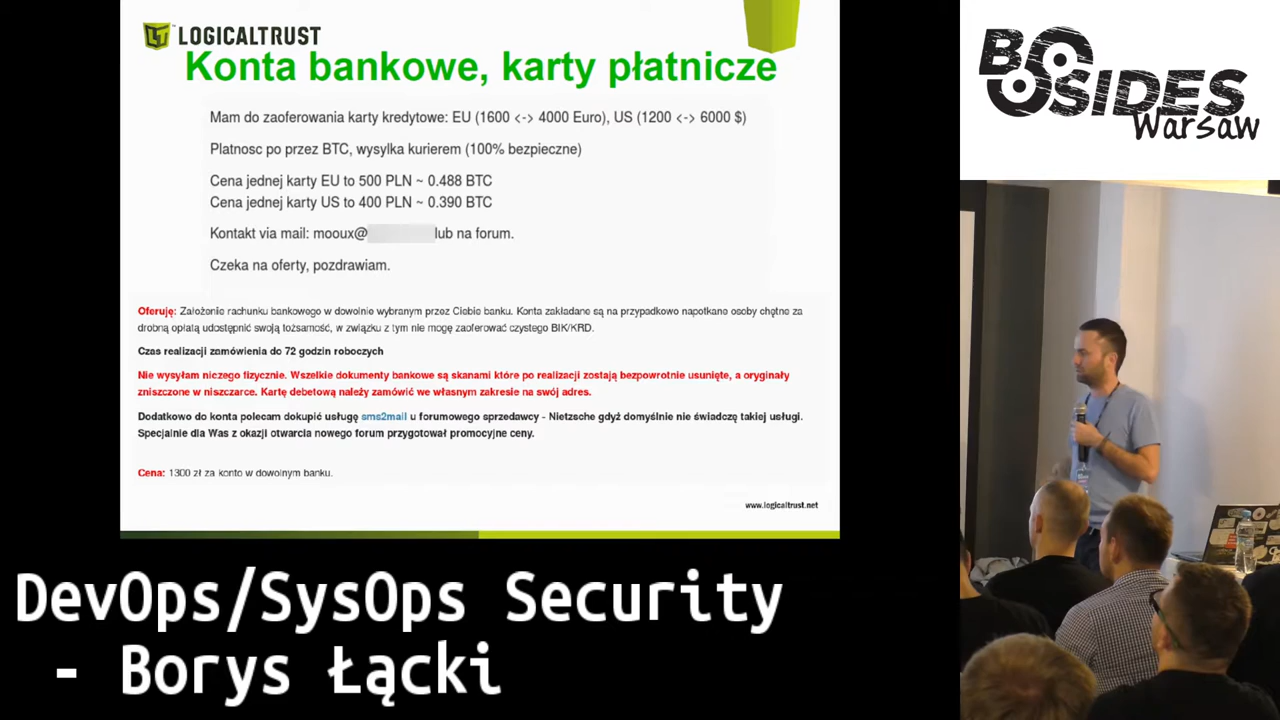 LOGICALTRUST
Konta bankowe, karty płatnicze
Mam do zaoferowania karty kredytowe: EU (1600 <-> 4000 Euro), US (1200 <-> 6000 $)
Platnosc po przez BTC, wysylka kurierem (100% bezpieczne)
Cena jednej karty EU to 500 PLN ~ 0.488 BTC
Cena jednej karty US to 400 PLN ~ 0.390 BTC
Kontakt via mail: mooux@ lub na forum.
Czeka na oferty, pozdrawiam.
Oferuję: Założenie rachunku bankowego w dowolnie wybranym przez Ciebie banku. Konta zakładane są na przypadkowo napotkane osoby chętne za
drobną opłatą udostępnić swoją tożsamość, w związku z tym nie mogę zaoferować czystego BIK/KRD.
Czas realizacji zamówienia do 72 godzin roboczych
Nie wysyłam niczego fizycznie. Wszelkie dokumenty bankowe są skanami które po realizacji zostają bezpowrotnie usunięte, a oryginały
zniszczone w niszczarce. Kartę debetową należy zamówić we własnym zakresie na swój adres.
Dodatkowo do konta polecam dokupić usługę sms2mail u forumowego sprzedawcy - Nietzsche gdyż domyślnie nie świadczę takiej usługi.
Specjalnie dla Was z okazji otwarcia nowego forum przygotował promocyjne ceny.
Cena: 1300 zł za konto w dowolnym banku.
www.logicaltrust.net
BSIDES
Warsaw
DevOps/SysOps Security
- Borys Łącki